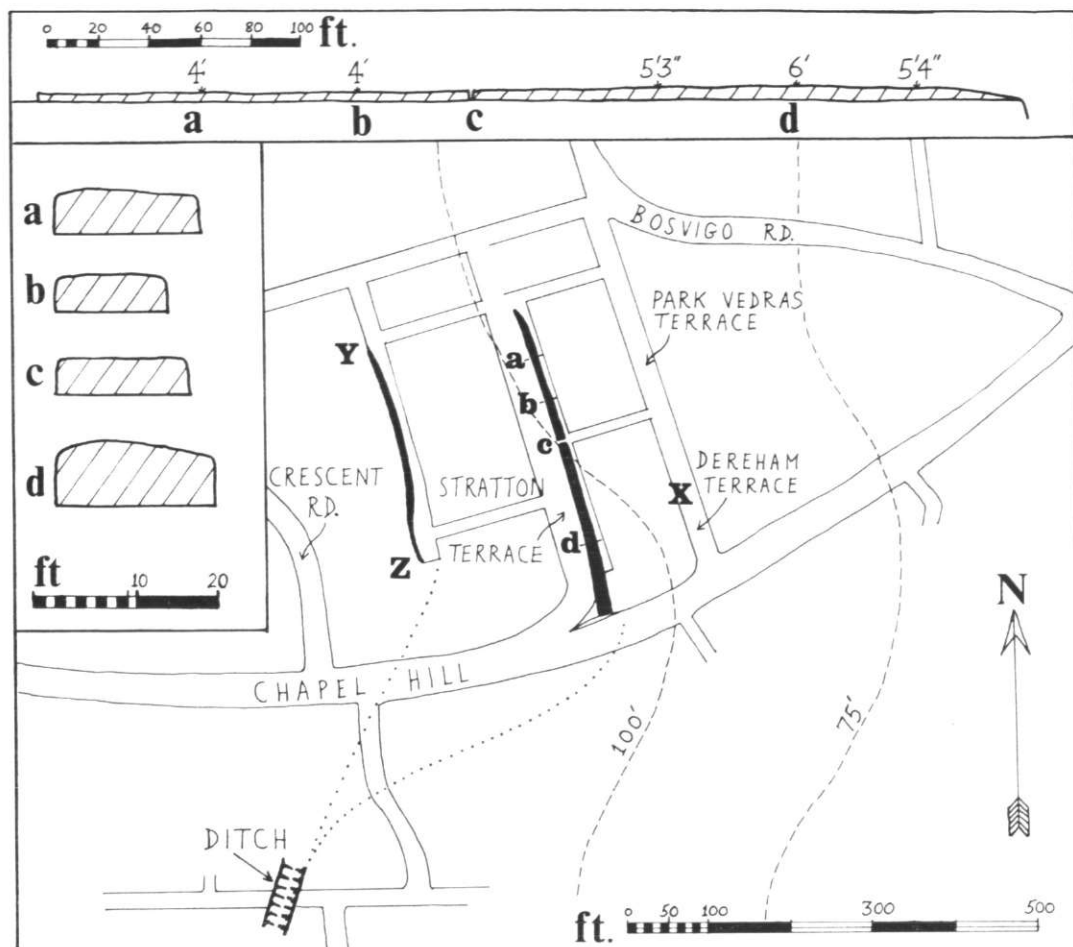 0 20 40 60 80 100 ft.
4' 4' 5'3" 6' 5'4"
a b c d
a
b
c
d
ft 10 20
BOSVIGO RD.
PARK VEDRAS
TERRACE
Y
a
b
c
CRESCENT
RD.
STRATTON
TERRACE
X
DEREHAM
TERRACE
d
Z
N
CHAPEL HILL
100'
75'
DITCH
ft. 0 50 100 300 500